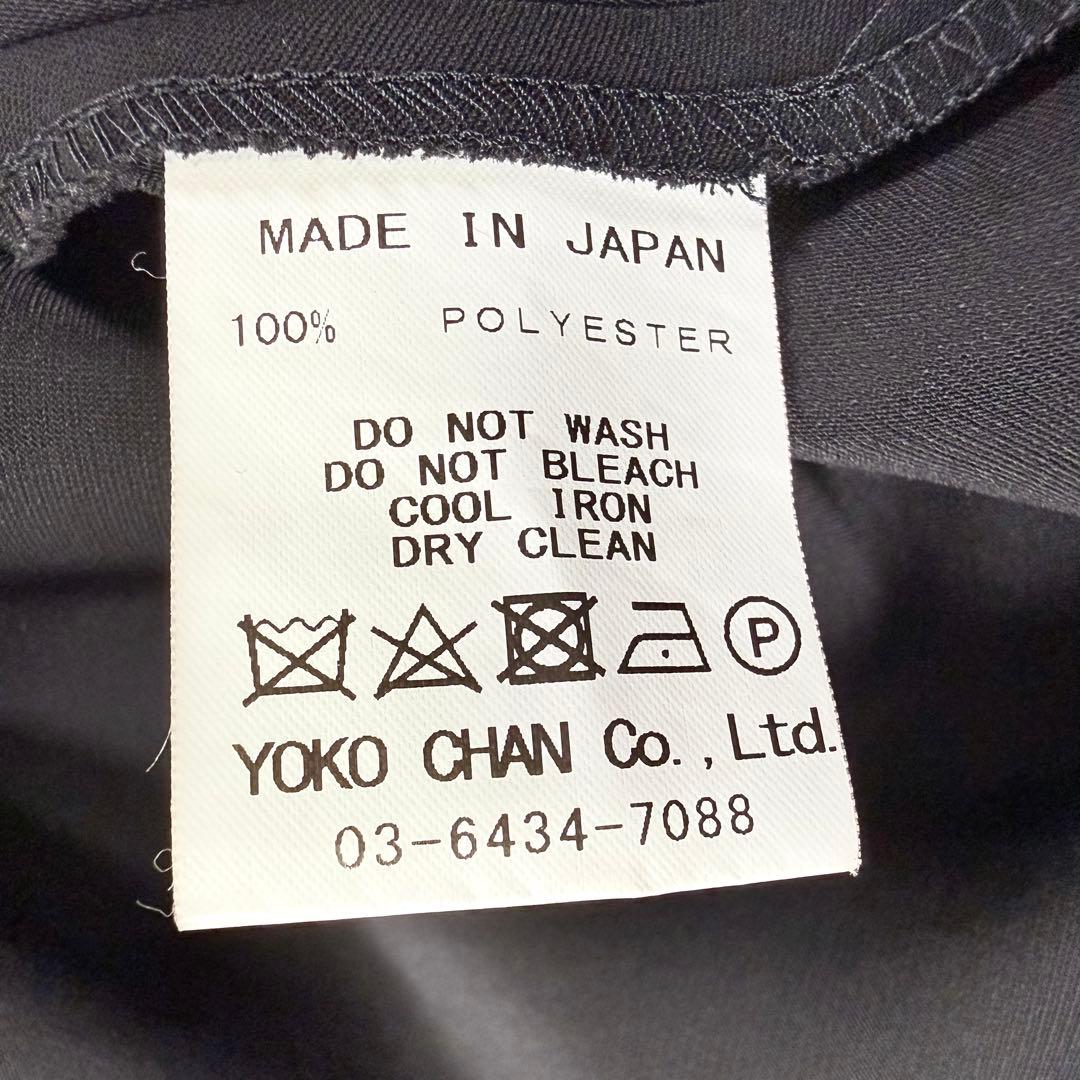 MADE IN JAPAN
100% POLYESTER
DO NOT WASH
DO NOT BLEACH
COOL IRON
DRY CLEAN
P
YOKO CHAN Co., Ltd.
03-6434-7088